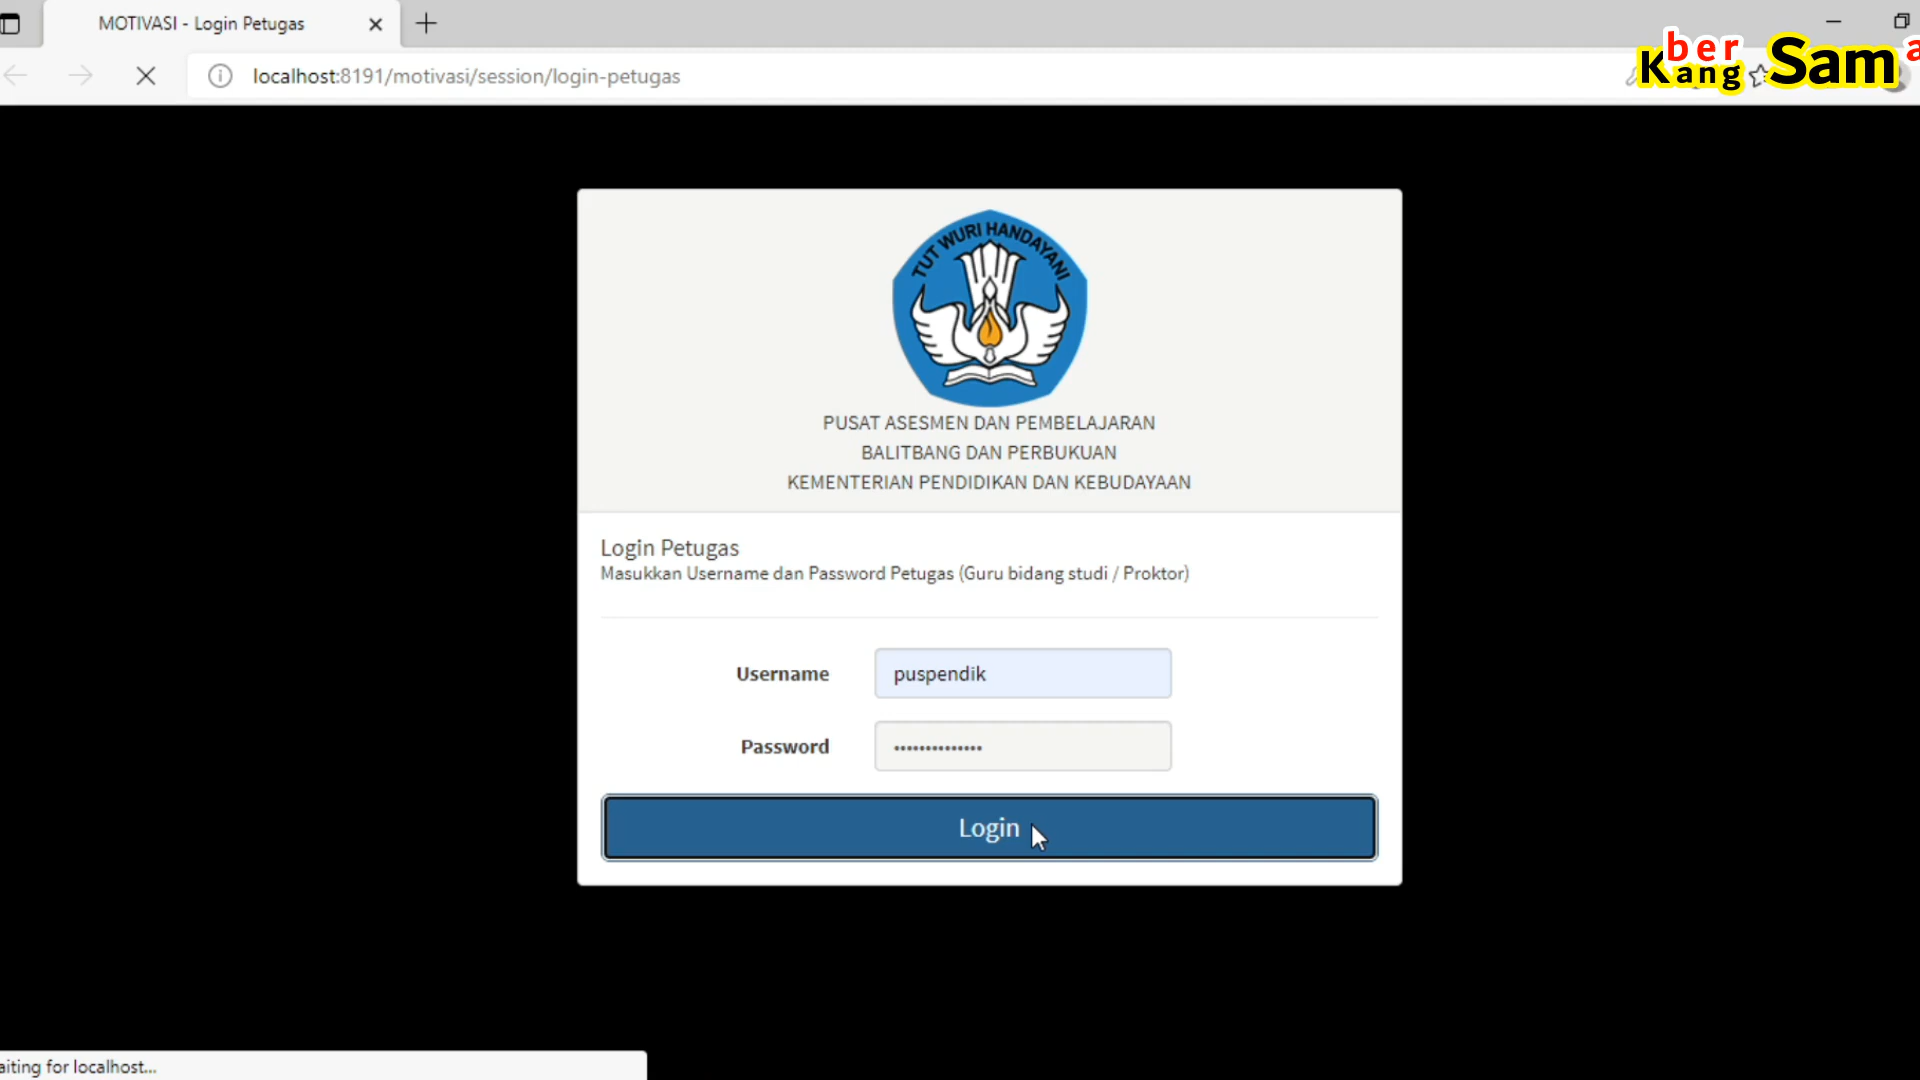 MOTIVASI - Login Petugas
ber
Kang Sam
localhost:8191/motivasi/session/login-petugas
TUT WURI HANDAYANI
PUSAT ASESMEN DAN PEMBELAJARAN
BALITBANG DAN PERBUKUAN
KEMENTERIAN PENDIDIKAN DAN KEBUDAYAAN
Login Petugas
Masukkan Username dan Password Petugas (Guru bidang studi / Proktor)
Username
puspendik
Password
Login
aiting for localhost...